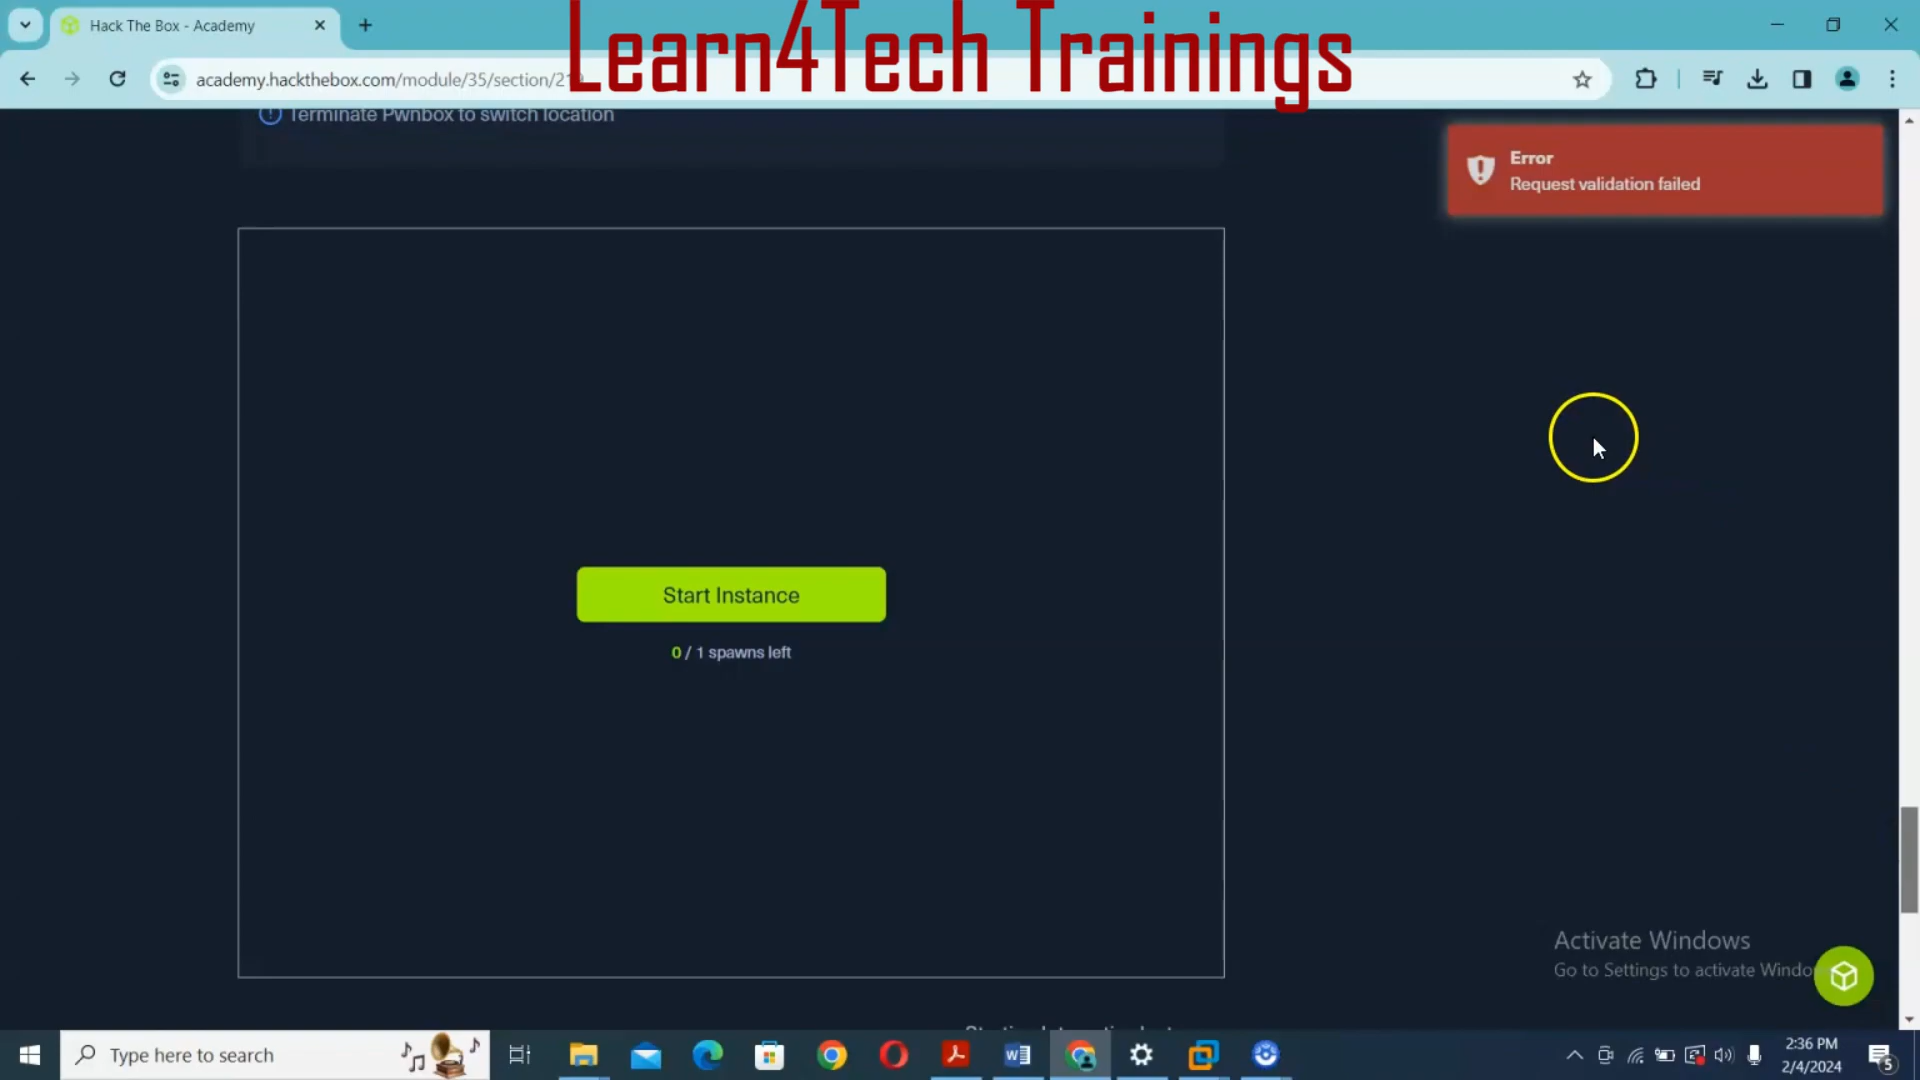 Hack The Box - Academy
Learn4Tech Trainings
academy.hackthebox.com/module/35/section/21
Terminate Pwnbox to switch location
Error
Request validation failed
Start Instance
0 / 1 spawns left
Activate Windows
Go to Settings to activate Windo
Type here to search
2:36 PM
2/4/2024
5